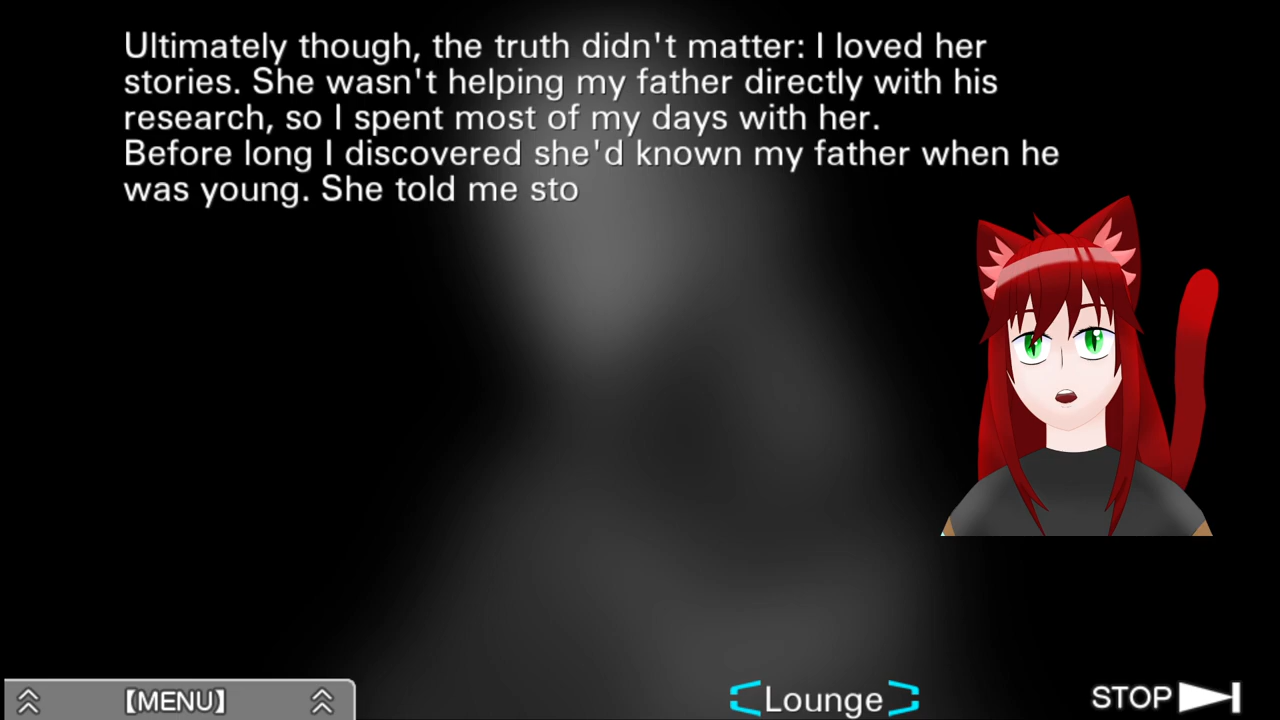 Ultimately though, the truth didn't matter: I loved her
stories. She wasn't helping my father directly with his
research, so I spent most of my days with her.
Before long I discovered she'd known my father when he
was young. She told me sto
【MENU】
Lounge
STOP